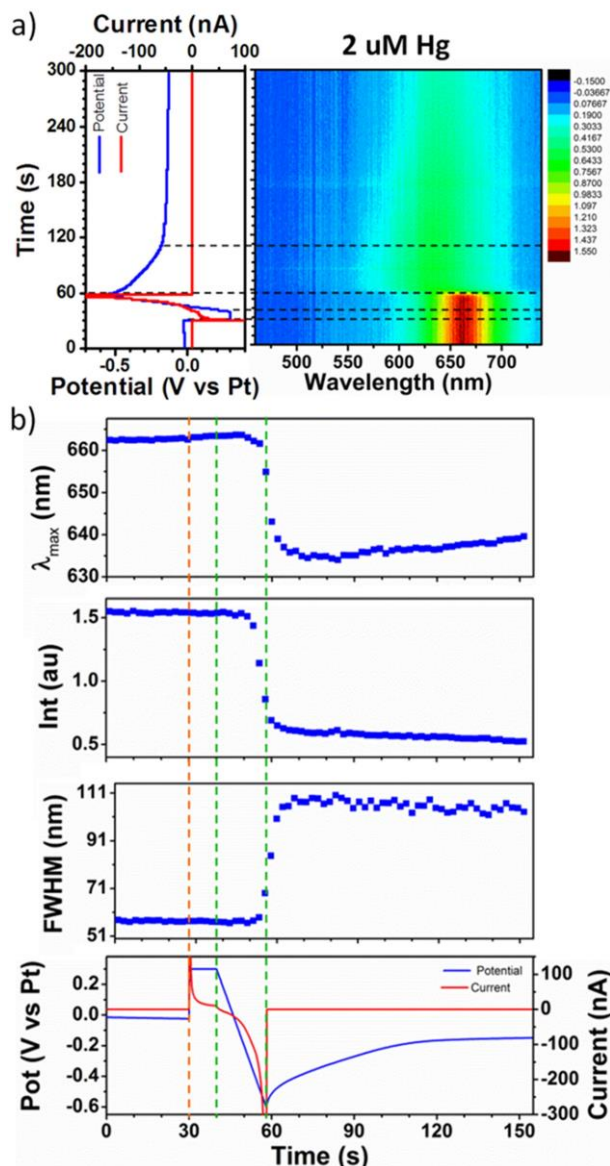 a)
Current (nA)
-200 -100 0 100
2 uM Hg
300
240
180
120
60
0
Time (s)
Potential
Current
-0.5 0.0
Potential (V vs Pt)
450 500 550 600 650 700
Wavelength (nm)
-0.1500
-0.03667
0.07667
0.1900
0.3033
0.4167
0.5300
0.6433
0.7567
0.8700
0.9833
1.097
1.210
1.323
1.437
1.550
b)
660
650
640
630
λmax (nm)
1.5
1.0
0.5
Int (au)
111
91
71
51
FWHM (nm)
0.2
0.0
-0.2
-0.4
-0.6
Pot (V vs Pt)
Potential
Current
100
0
-100
-200
-300
Current (nA)
0 30 60 90 120 150
Time (s)